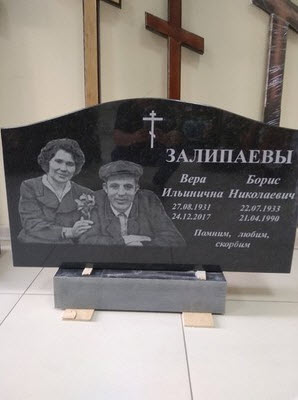 ЗАЛИПАЕВЫ
Вера Борис
Ильинична Николаевич
27.08.1931 22.07.1933
24.12.2017 21.04.1990
Помним, любим,
скорбим